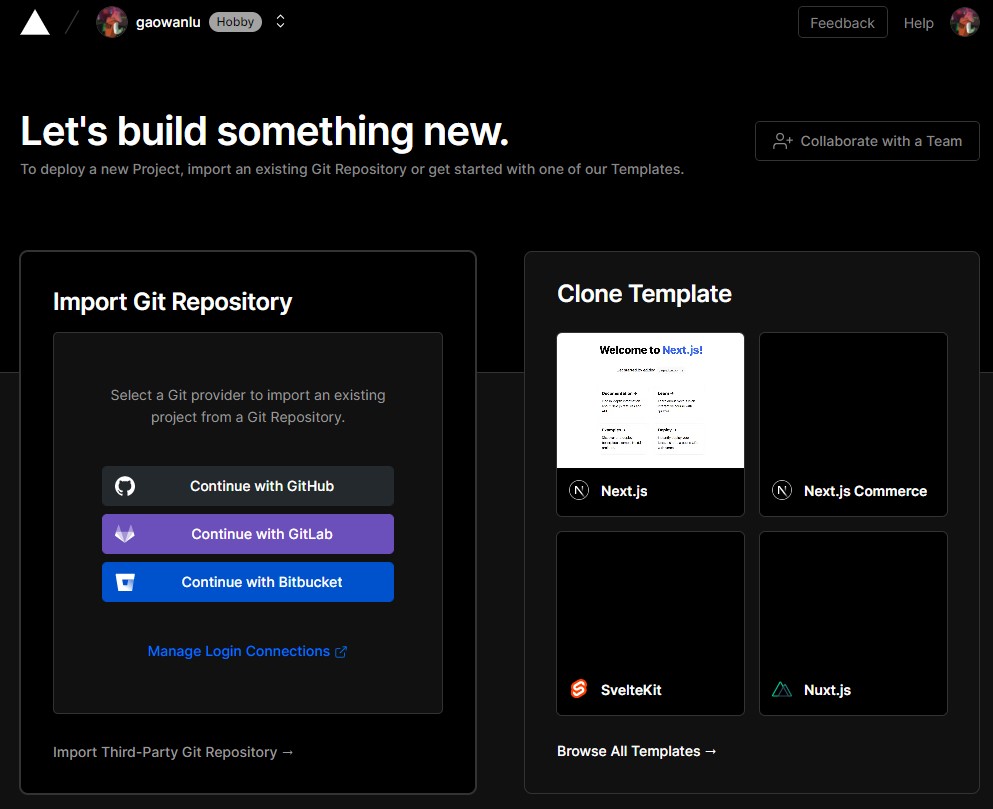 gaowanlu Hobby
Feedback Help
Let's build something new.
To deploy a new Project, import an existing Git Repository or get started with one of our Templates.
Collaborate with a Team
Import Git Repository
Select a Git provider to import an existing
project from a Git Repository.
Continue with GitHub
Continue with GitLab
Continue with Bitbucket
Manage Login Connections
Import Third-Party Git Repository →
Clone Template
Welcome to Next.js!
Documentation →
Learn →
Examples →
Deploy →
Next.js
Next.js Commerce
SvelteKit
Nuxt.js
Browse All Templates →